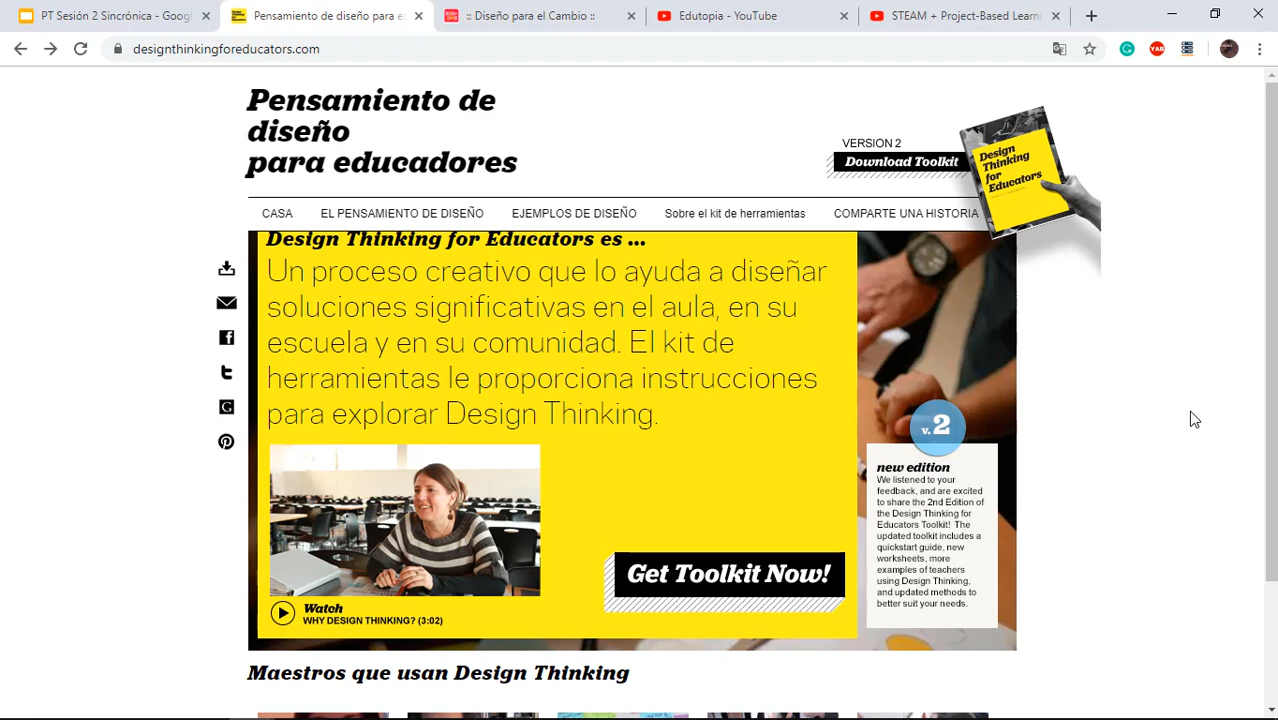 PT Sesión 2 Sincrónica - Goog
Pensamiento de diseño para e
:: Diseño para el Cambio ::
Edutopia - YouTube
STEAM + Project-Based Learni
designthinkingforeducators.com
YAB
Pensamiento de
diseño
para educadores
VERSION 2
Download Toolkit
Design
Thinking
for
Educators
CASA
EL PENSAMIENTO DE DISEÑO
EJEMPLOS DE DISEÑO
Sobre el kit de herramientas
COMPARTE UNA HISTORIA
Design Thinking for Educators es ...
Un proceso creativo que lo ayuda a diseñar
soluciones significativas en el aula, en su
escuela y en su comunidad. El kit de
herramientas le proporciona instrucciones
para explorar Design Thinking.
Watch
WHY DESIGN THINKING? (3:02)
Get Toolkit Now!
v.2
new edition
We listened to your
feedback, and are excited
to share the 2nd Edition of
the Design Thinking for
Educators Toolkit! The
updated toolkit includes a
quickstart guide, new
worksheets, more
examples of teachers
using Design Thinking,
and updated methods to
better suit your needs.
Maestros que usan Design Thinking